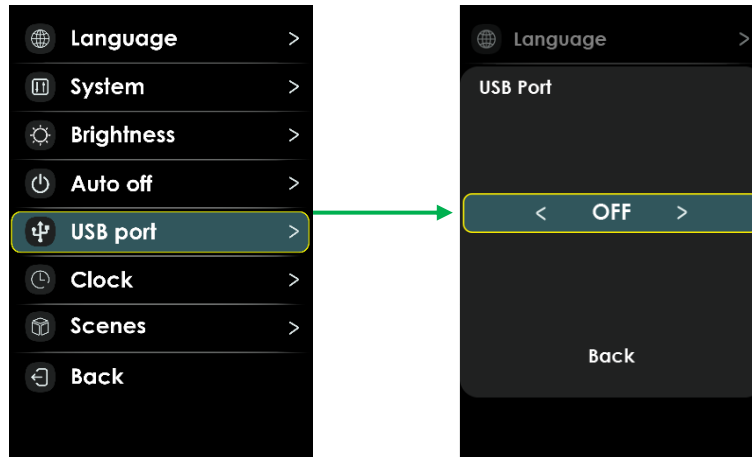 Language >
System >
Brightness >
Auto off >
USB port >
Clock >
Scenes >
Back
Language >
USB Port
< OFF >
Back